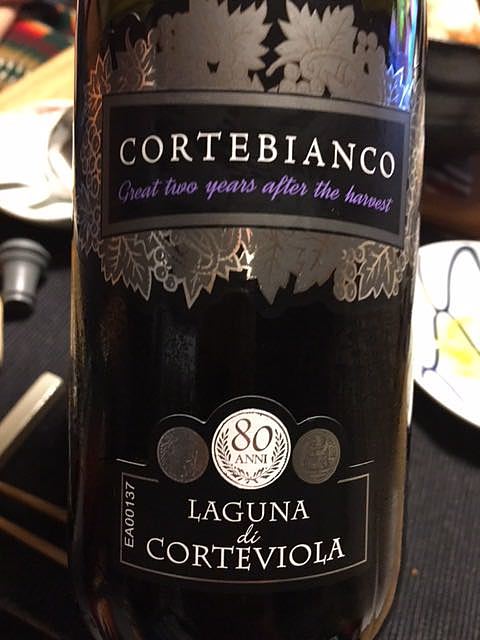 CORTEBIANCO
Great two years after the harvest
80
ANNI
EA00137
LAGUNA
di
CORTEVIOLA